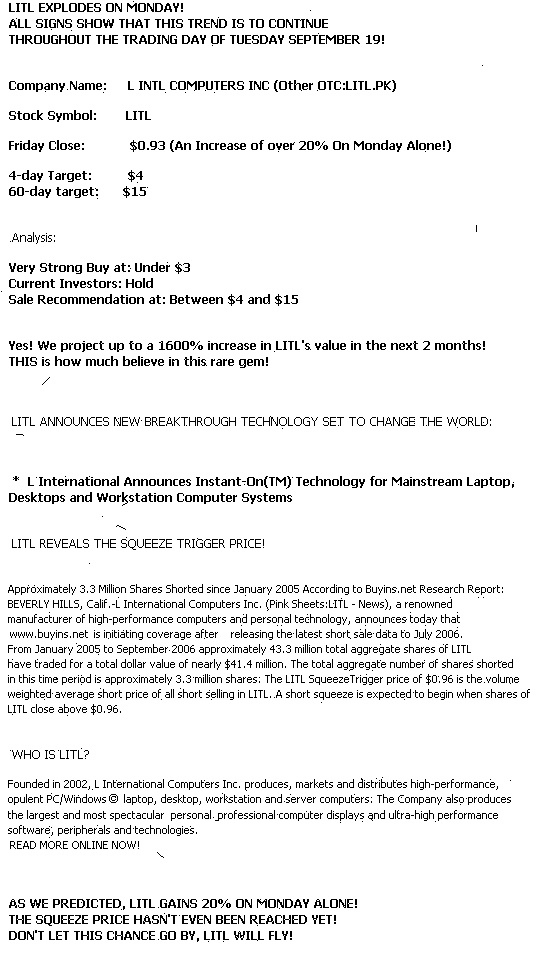 LITL EXPLODES ON MONDAY!
ALL SIGNS SHOW THAT THIS TREND IS TO CONTINUE
THROUGHOUT THE TRADING DAY OF TUESDAY SEPTEMBER 19!
Company Name: L INTL COMPUTERS INC (Other OTC:LITL.PK)
Stock Symbol: LITL
Friday Close: $0.93 (An Increase of over 20% On Monday Alone!)
4-day Target: $4
60-day target: $15
Analysis:
Very Strong Buy at: Under $3
Current Investors: Hold
Sale Recommendation at: Between $4 and $15
Yes! We project up to a 1600% increase in LITL's value in the next 2 months!
THIS is how much believe in this rare gem!
LITL ANNOUNCES NEW BREAKTHROUGH TECHNOLOGY SET TO CHANGE THE WORLD:
* L International Announces Instant-On(TM) Technology for Mainstream Laptop,
Desktops and Workstation Computer Systems
LITL REVEALS THE SQUEEZE TRIGGER PRICE!
Approximately 3.3 Million Shares Shorted since January 2005 According to Buyins.net Research Report:
BEVERLY HILLS, Calif.-L International Computers Inc. (Pink Sheets:LITL - News), a renowned
manufacturer of high-performance computers and personal technology, announces today that
www.buyins.net is initiating coverage after releasing the latest short sale data to July 2006.
From January 2005 to September 2006 approximately 43.3 million total aggregate shares of LITL
have traded for a total dollar value of nearly $41.4 million. The total aggregate number of shares shorted
in this time period is approximately 3.3 million shares. The LITL SqueezeTrigger price of $0.96 is the volume
weighted average short price of all short selling in LITL. A short squeeze is expected to begin when shares of
LITL close above $0.96.
WHO IS LITL?
Founded in 2002, L International Computers Inc. produces, markets and distributes high-performance,
opulent PC/Windows© laptop, desktop, workstation and server computers. The Company also produces
the largest and most spectacular personal professional computer displays and ultra-high performance
software, peripherals and technologies.
READ MORE ONLINE NOW!
AS WE PREDICTED, LITL GAINS 20% ON MONDAY ALONE!
THE SQUEEZE PRICE HASN'T EVEN BEEN REACHED YET!
DON'T LET THIS CHANCE GO BY, LITL WILL FLY!